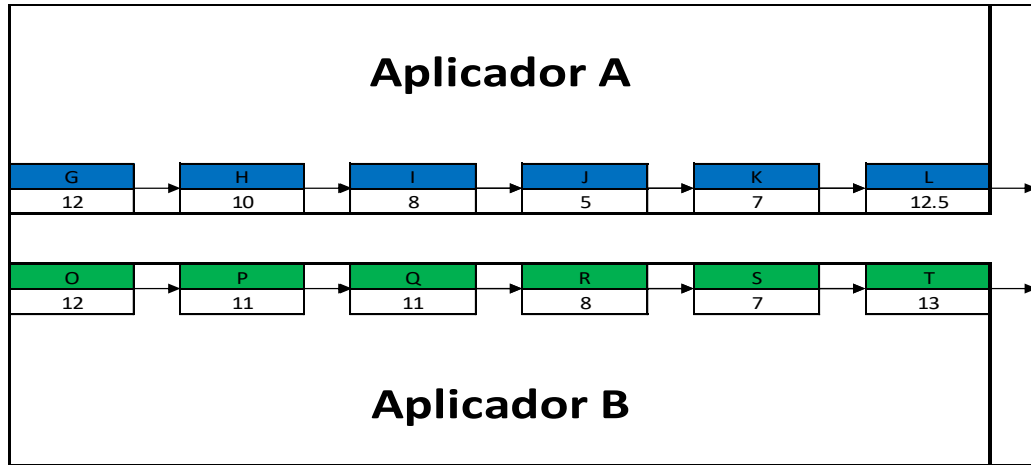 Aplicador A
G H I J K L
12 10 8 5 7 12.5
O P Q R S T
12 11 11 8 7 13
Aplicador B